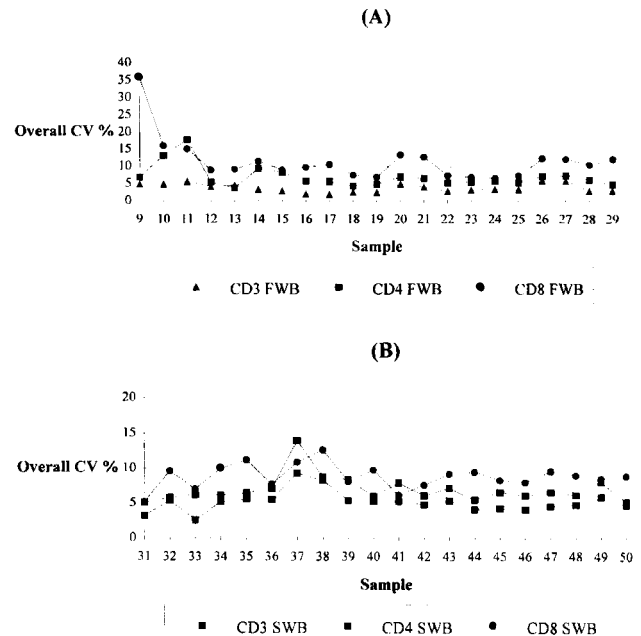 (A)
40
35
30
25
20
15
10
5
0
Overall CV %
9 10 11 12 13 14 15 16 17 18 19 20 21 22 23 24 25 26 27 28 29
Sample
CD3 FWB CD4 FWB CD8 FWB
(B)
20
15
10
5
0
Overall CV %
31 32 33 34 35 36 37 38 39 40 41 42 43 44 45 46 47 48 49 50
Sample
CD3 SWB CD4 SWB CD8 SWB